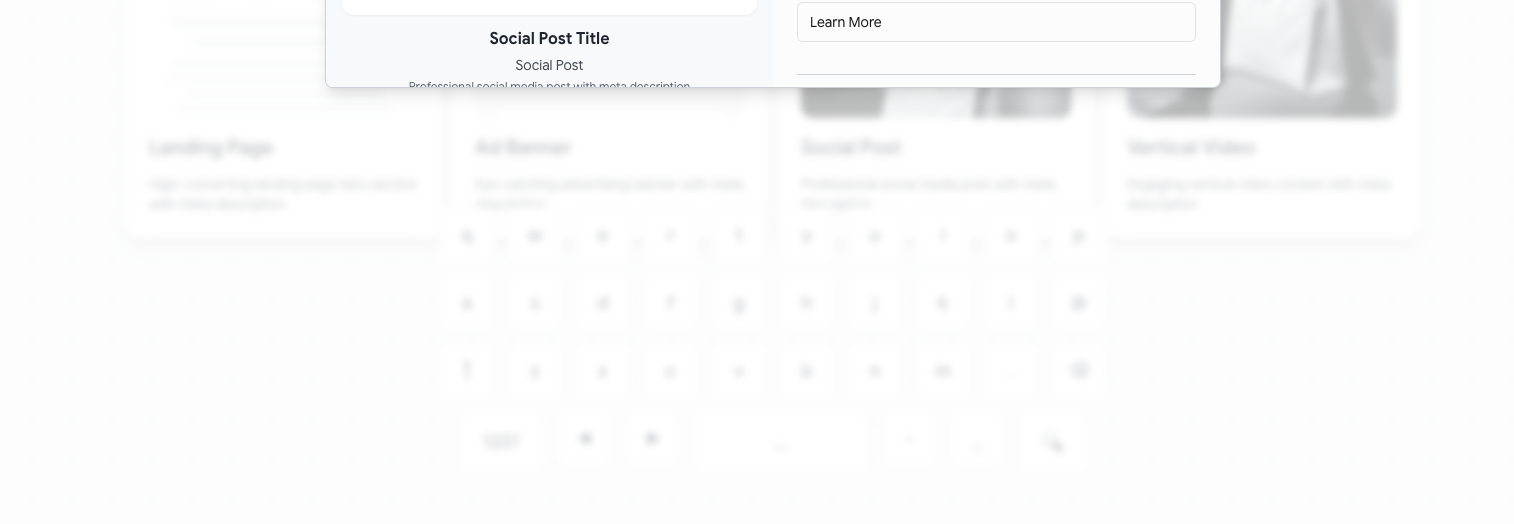 Learn More
Social Post Title
Social Post
Professional social media post with meta description
Landing Page
Ad Banner
Social Post
Vertical Video
High-converting landing page hero section
with meta description
Eye-catching advertising banner with meta
description
Professional social media post with meta
description
Engaging vertical video content with meta
description
q w e r t y u i o p
a s d f g h j k l @
z x c v b n m .